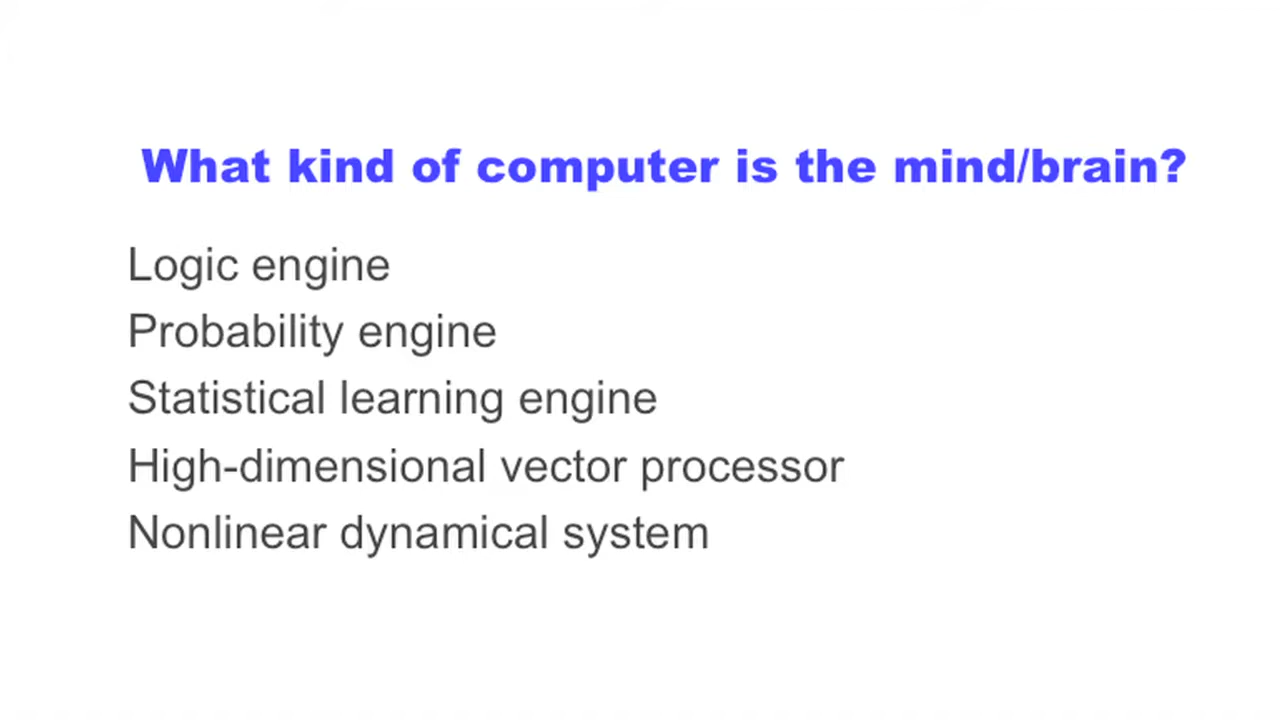 What kind of computer is the mind/brain?
Logic engine
Probability engine
Statistical learning engine
High-dimensional vector processor
Nonlinear dynamical system